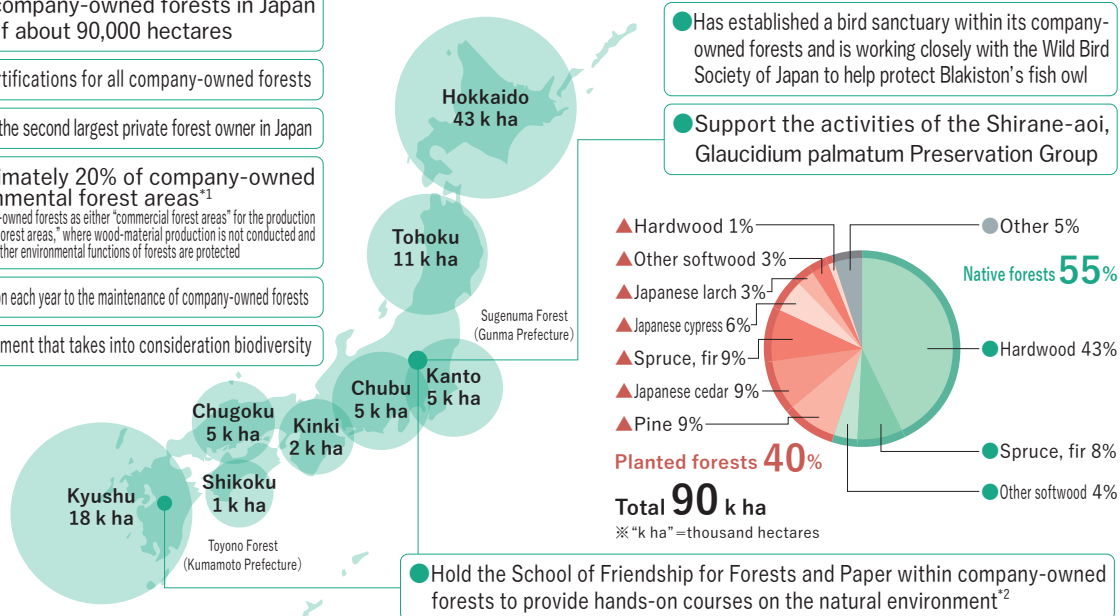 company-owned forests in Japan
f about 90,000 hectares
rtifications for all company-owned forests
the second largest private forest owner in Japan
imately 20% of company-owned
nmental forest areas*1
-owned forests as either “commercial forest areas” for the production
orest areas,” where wood-material production is not conducted and
ther environmental functions of forests are protected
on each year to the maintenance of company-owned forests
ment that takes into consideration biodiversity
●Has established a bird sanctuary within its company-
owned forests and is working closely with the Wild Bird
Society of Japan to help protect Blakiston’s fish owl
●Support the activities of the Shirane-aoi,
Glaucidium palmatum Preservation Group
Hokkaido
43 k ha
Tohoku
11 k ha
Sugenuma Forest
(Gunma Prefecture)
Kanto
5 k ha
Chubu
5 k ha
Kinki
2 k ha
Chugoku
5 k ha
Shikoku
1 k ha
Kyushu
18 k ha
Toyono Forest
(Kumamoto Prefecture)
▲Hardwood 1%
▲Other softwood 3%
▲Japanese larch 3%
▲Japanese cypress 6%
▲Spruce, fir 9%
▲Japanese cedar 9%
▲Pine 9%
Planted forests 40%
Total 90 k ha
※“k ha”=thousand hectares
●Other 5%
Native forests 55%
●Hardwood 43%
●Spruce, fir 8%
●Other softwood 4%
●Hold the School of Friendship for Forests and Paper within company-owned
forests to provide hands-on courses on the natural environment*2